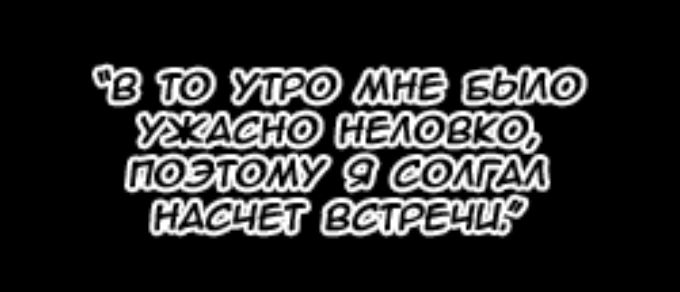 "В ТО УТРО МНЕ БЫЛО
УЖАСНО НЕЛОВКО,
ПОЭТОМУ Я СОЛГАЛ
НАСЧЕТ ВСТРЕЧИ."